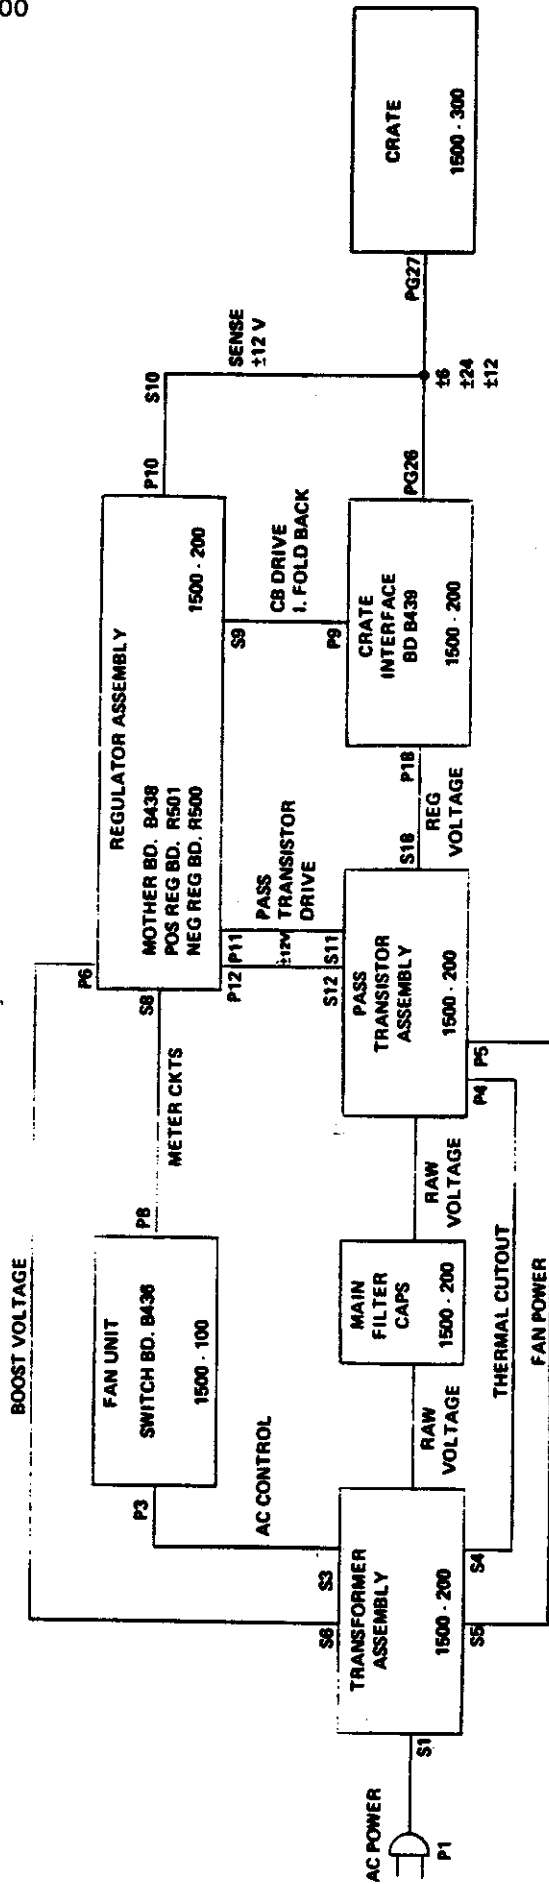 00
BOOST VOLTAGE
P6
FAN UNIT
SWITCH BD. B436
1500 - 100
P3
P8
METER CKTS
S8
REGULATOR ASSEMBLY
MOTHER BD. B438
POS REG BD. R501
NEG REG BD. R500
1500 - 200
P10
S10
SENSE
±12 V
AC CONTROL
P12
P11
±12V
PASS
TRANSISTOR
DRIVE
S12
S11
S9
CB DRIVE
I. FOLD BACK
P9
S6
S3
AC POWER
P1
S1
TRANSFORMER
ASSEMBLY
1500 - 200
S5
S4
RAW
VOLTAGE
MAIN
FILTER
CAPS
1500 - 200
RAW
VOLTAGE
PASS
TRANSISTOR
ASSEMBLY
1500 - 200
P4
P5
S18
REG
VOLTAGE
P18
CRATE
INTERFACE
BD B439
1500 - 200
PG26
±6
±24
±12
PG27
CRATE
1500 - 300
THERMAL CUTOUT
FAN POWER